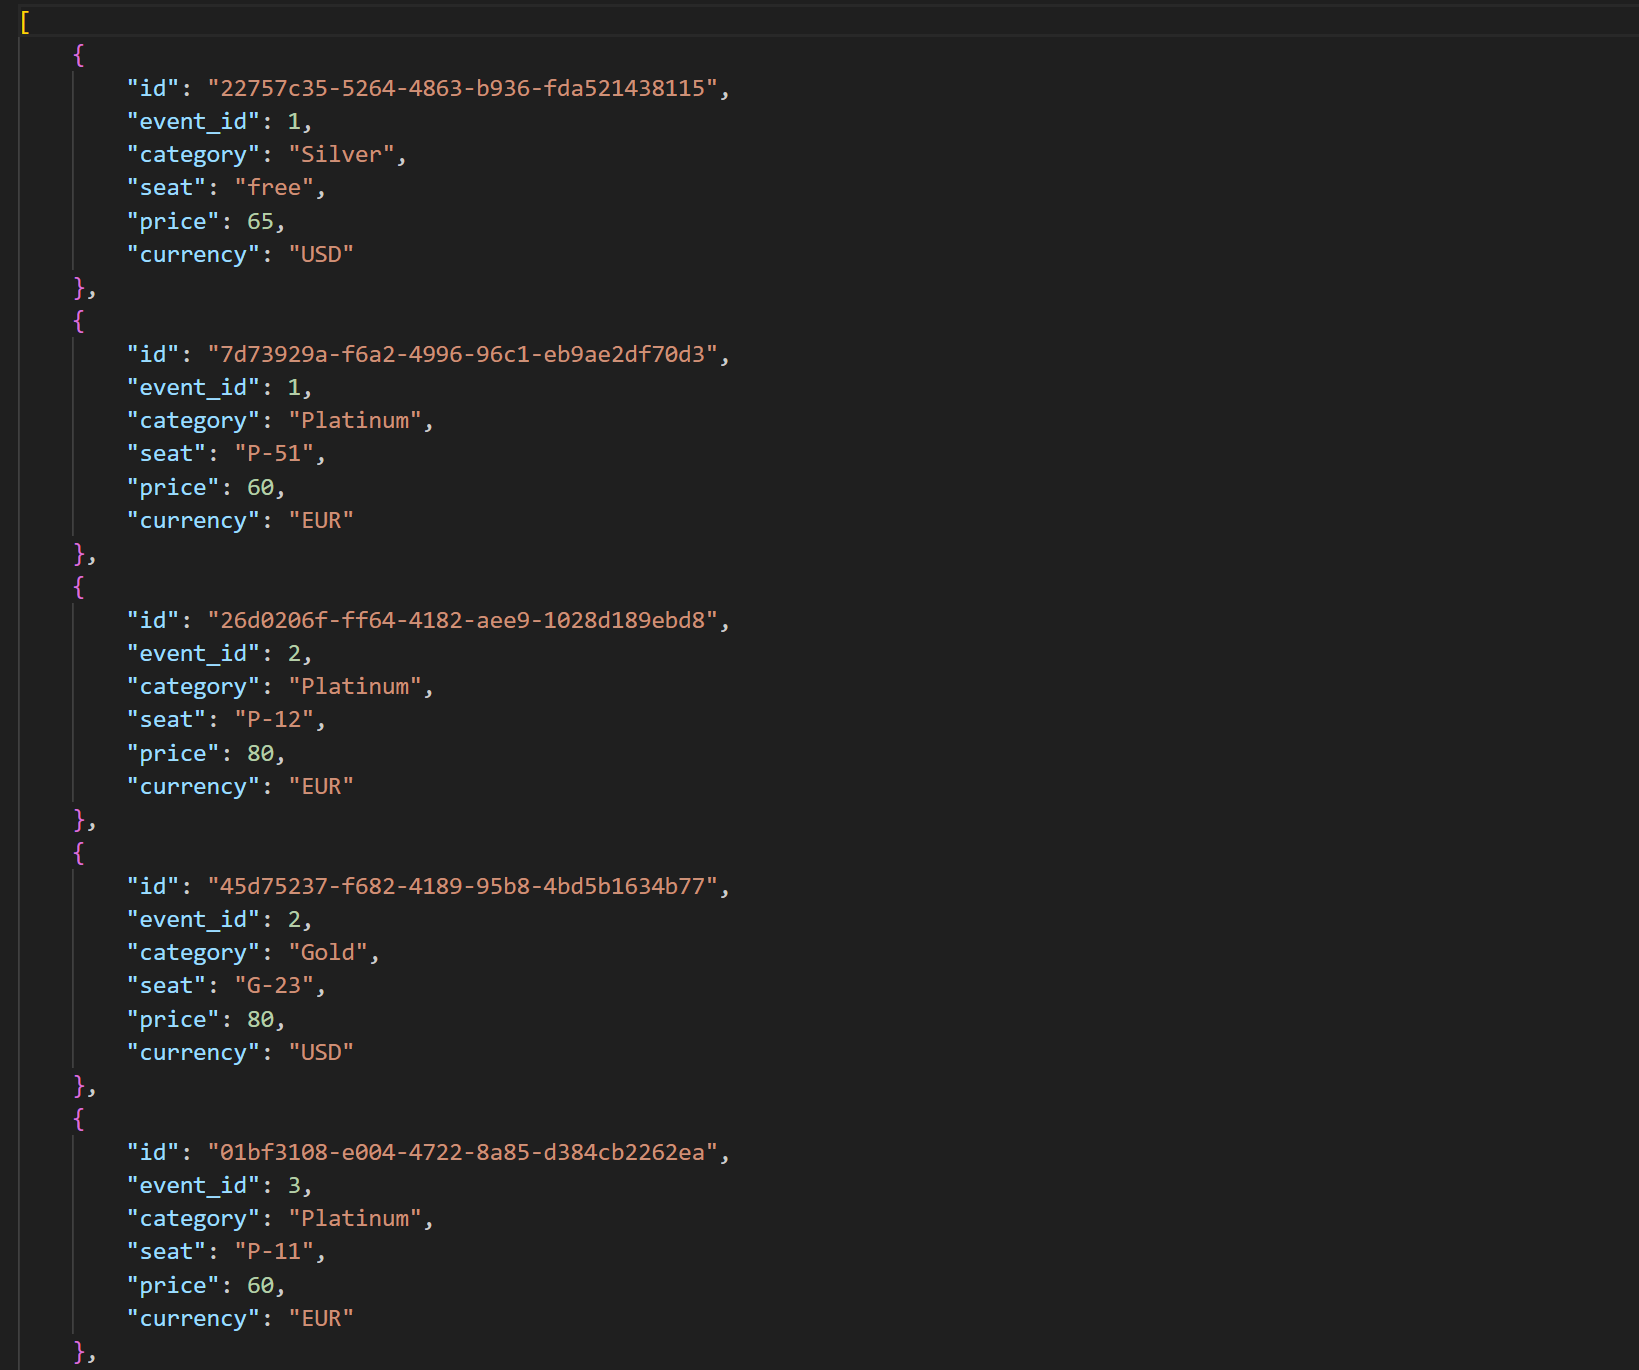 [
    {
        "id": "22757c35-5264-4863-b936-fda521438115",
        "event_id": 1,
        "category": "Silver",
        "seat": "free",
        "price": 65,
        "currency": "USD"
    },
    {
        "id": "7d73929a-f6a2-4996-96c1-eb9ae2df70d3",
        "event_id": 1,
        "category": "Platinum",
        "seat": "P-51",
        "price": 60,
        "currency": "EUR"
    },
    {
        "id": "26d0206f-ff64-4182-aee9-1028d189ebd8",
        "event_id": 2,
        "category": "Platinum",
        "seat": "P-12",
        "price": 80,
        "currency": "EUR"
    },
    {
        "id": "45d75237-f682-4189-95b8-4bd5b1634b77",
        "event_id": 2,
        "category": "Gold",
        "seat": "G-23",
        "price": 80,
        "currency": "USD"
    },
    {
        "id": "01bf3108-e004-4722-8a85-d384cb2262ea",
        "event_id": 3,
        "category": "Platinum",
        "seat": "P-11",
        "price": 60,
        "currency": "EUR"
    },